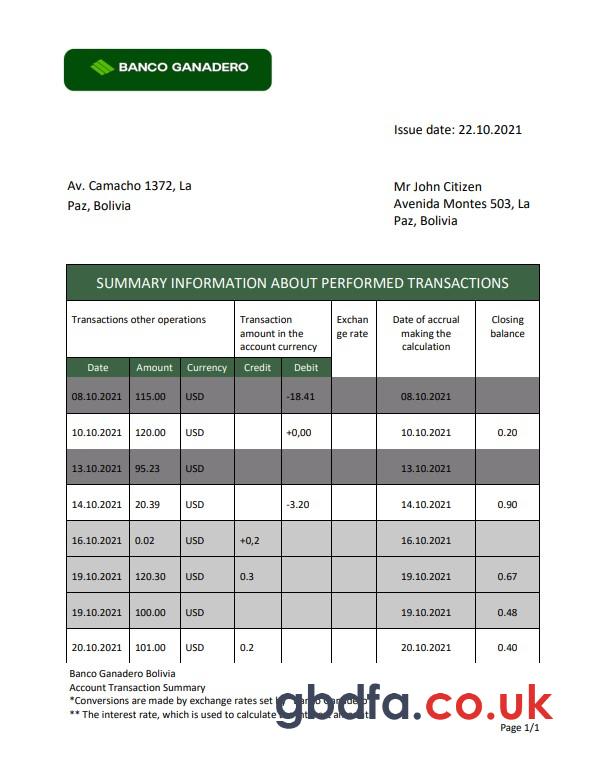 BANCO GANADERO
Issue date: 22.10.2021
Av. Camacho 1372, La
Paz, Bolivia
Mr John Citizen
Avenida Montes 503, La
Paz, Bolivia
SUMMARY INFORMATION ABOUT PERFORMED TRANSACTIONS
Transactions other operations
Transaction
amount in the
account currency
Exchan
ge rate
Date of accrual
making the
calculation
Closing
balance
Date Amount Currency Credit Debit
08.10.2021 115.00 USD -18.41 08.10.2021
10.10.2021 120.00 USD +0,00 10.10.2021 0.20
13.10.2021 95.23 USD 13.10.2021
14.10.2021 20.39 USD -3.20 14.10.2021 0.90
16.10.2021 0.02 USD +0,2 16.10.2021
19.10.2021 120.30 USD 0.3 19.10.2021 0.67
19.10.2021 100.00 USD 19.10.2021 0.48
20.10.2021 101.00 USD 0.2 20.10.2021 0.40
Banco Ganadero Bolivia
Account Transaction Summary
*Conversions are made by exchange rates set by Banco Ganadero
** The interest rate, which is used to calculate
gbdfa.co.uk
Page 1/1